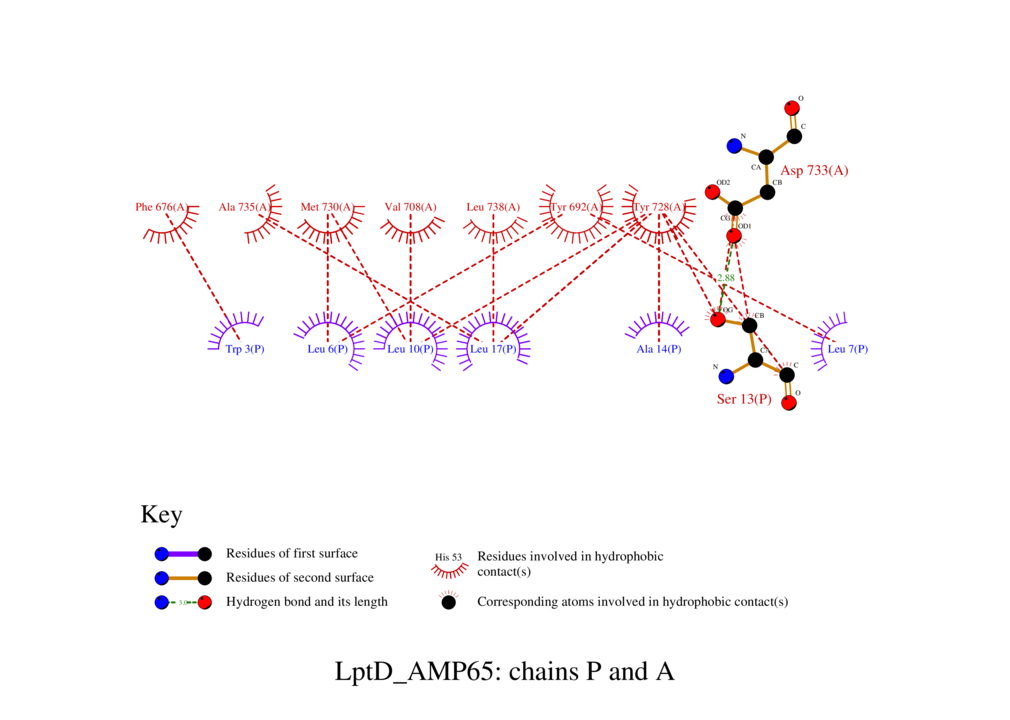 O
N
C
CA
Asp 733(A)
OD2
CB
Phe 676(A) Ala 735(A) Met 730(A) Val 708(A) Leu 738(A) Tyr 692(A) Tyr 728(A)
CG
OD1
2.88
OG
CB
Trp 3(P) Leu 6(P) Leu 10(P) Leu 17(P) Ala 14(P) Leu 7(P)
CA
N
C
O
Ser 13(P)
Key
Residues of first surface
Residues of second surface
3.0
Hydrogen bond and its length
His 53
Residues involved in hydrophobic
contact(s)
Corresponding atoms involved in hydrophobic contact(s)
LptD_AMP65: chains P and A